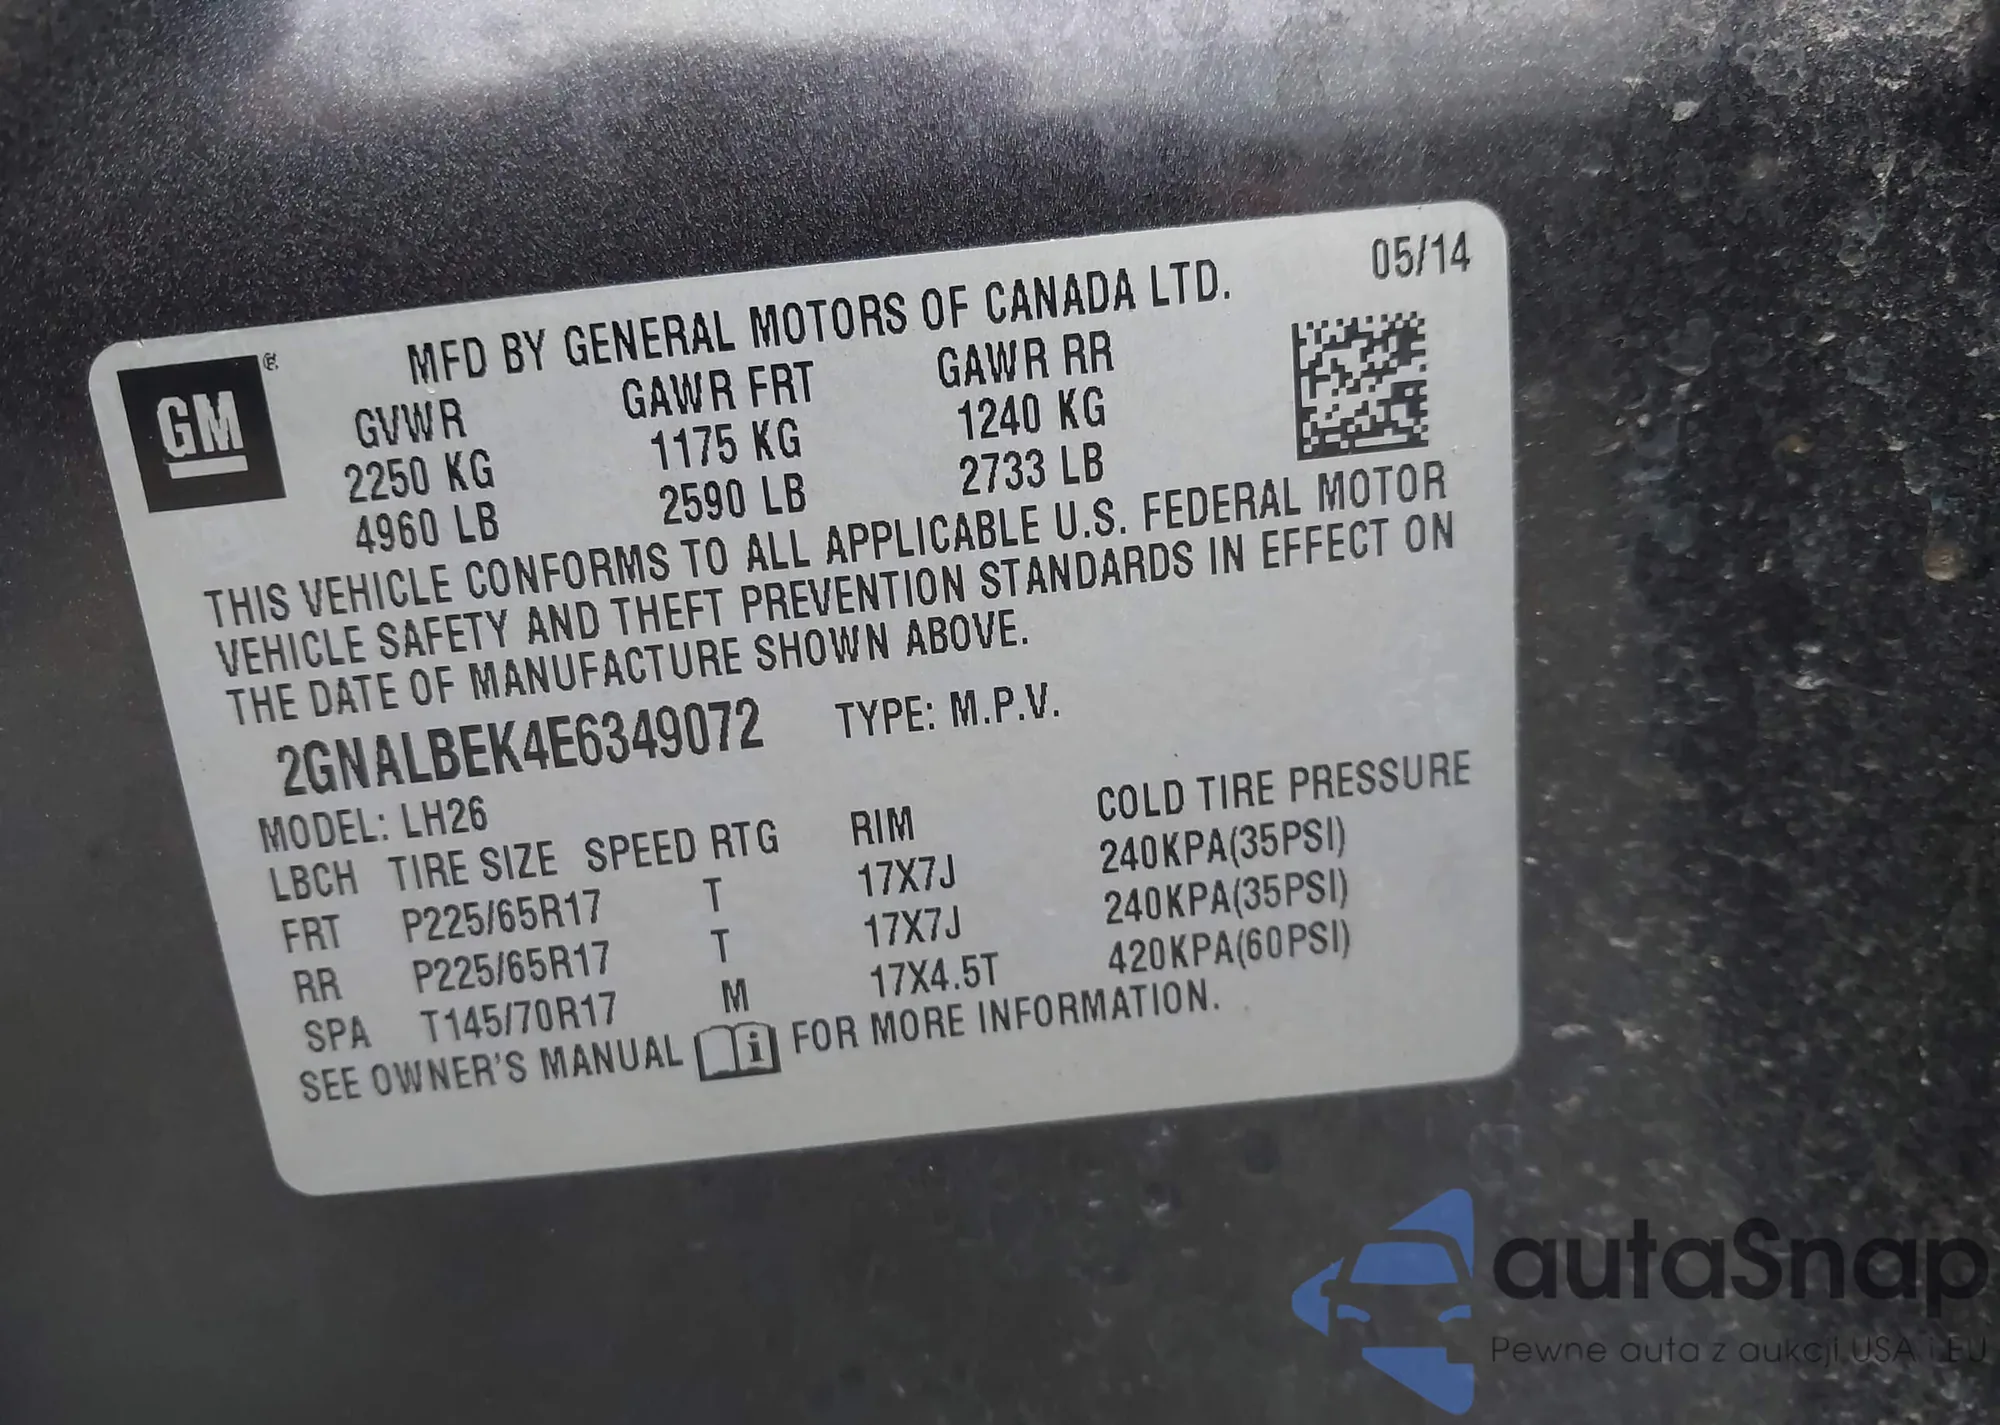 05/14
MFD BY GENERAL MOTORS OF CANADA LTD.
GM ®
GVWR GAWR FRT GAWR RR
2250 KG 1175 KG 1240 KG
4960 LB 2590 LB 2733 LB
THIS VEHICLE CONFORMS TO ALL APPLICABLE U.S. FEDERAL MOTOR
VEHICLE SAFETY AND THEFT PREVENTION STANDARDS IN EFFECT ON
THE DATE OF MANUFACTURE SHOWN ABOVE.
2GNALBEK4E6349072 TYPE: M.P.V.
MODEL: LH26
LBCH TIRE SIZE SPEED RTG RIM COLD TIRE PRESSURE
FRT P225/65R17 T 17X7J 240KPA(35PSI)
RR P225/65R17 T 17X7J 240KPA(35PSI)
SPA T145/70R17 M 17X4.5T 420KPA(60PSI)
SEE OWNER'S MANUAL i FOR MORE INFORMATION.
autaSnap
Pewne auta z aukcji USA i EU